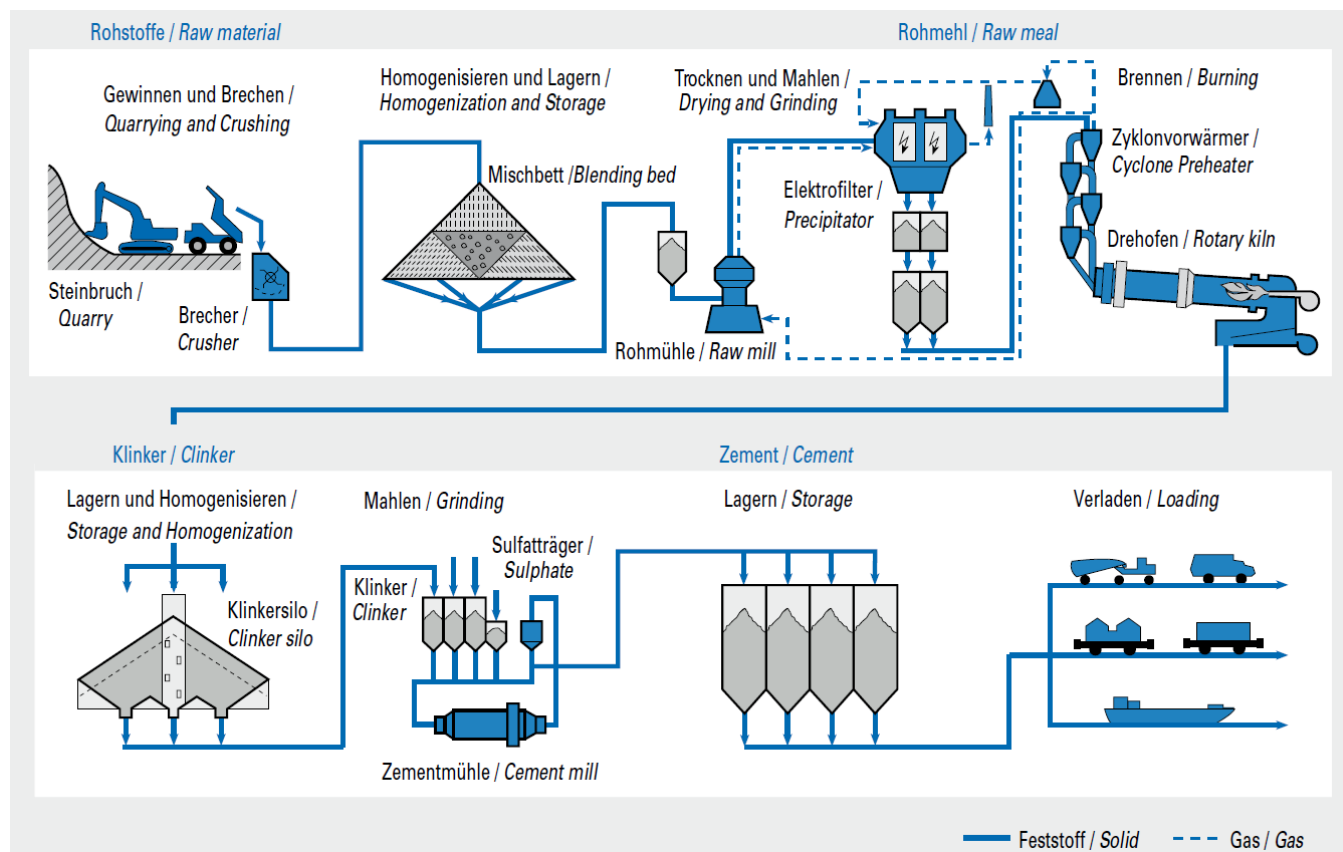 Rohstoffe / Raw material
Rohmehl / Raw meal
Gewinnen und Brechen /
Quarrying and Crushing
Homogenisieren und Lagern /
Homogenization and Storage
Trocknen und Mahlen /
Drying and Grinding
Brennen / Burning
Zyklonvorwärmer /
Cyclone Preheater
Mischbett /Blending bed
Elektrofilter /
Precipitator
Drehofen / Rotary kiln
Steinbruch /
Quarry
Brecher /
Crusher
Rohmühle / Raw mill
Klinker / Clinker
Zement / Cement
Lagern und Homogenisieren /
Storage and Homogenization
Mahlen / Grinding
Lagern / Storage
Verladen / Loading
Sulfatträger /
Sulphate
Klinker /
Clinker
Klinkersilo /
Clinker silo
Zementmühle / Cement mill
Feststoff / Solid
Gas / Gas